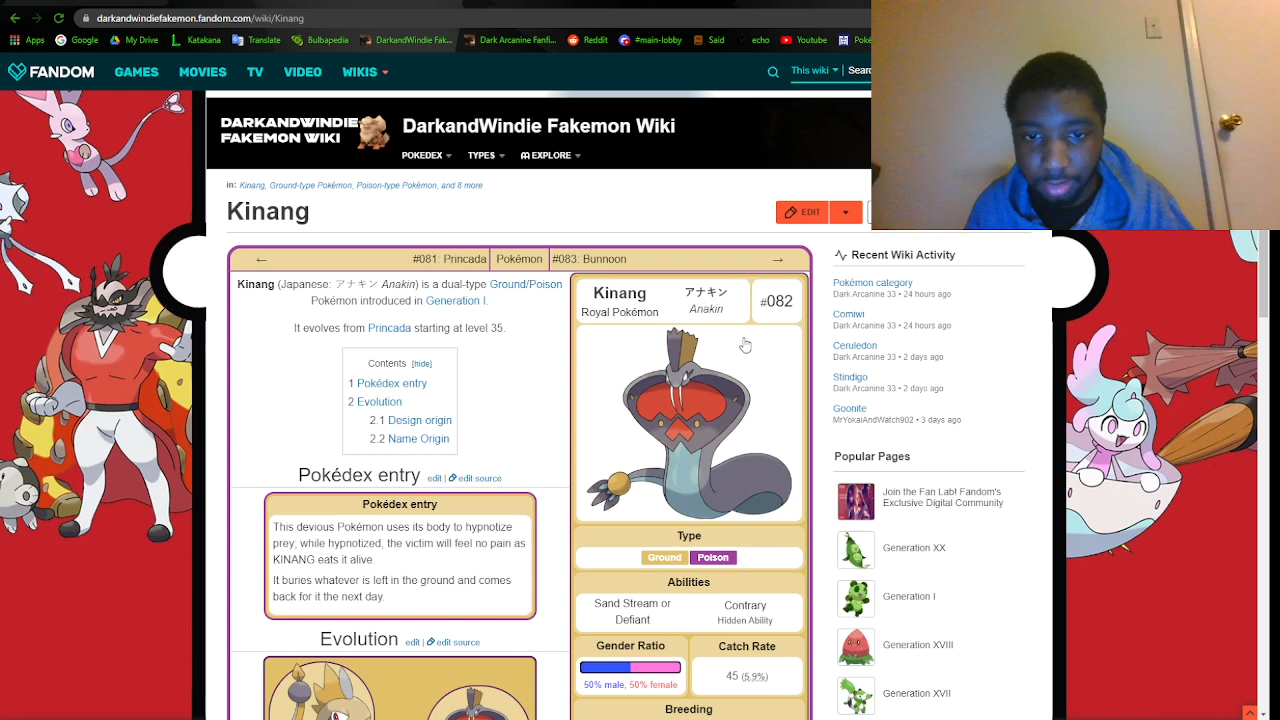 darkandwindiefakemon.fandom.com/wiki/Kinang
Apps Google My Drive Katakana Translate Bulbapedia DarkandWindie Fak... Dark Arcanine Fanfi... Reddit #main-lobby Said echo Youtube Poké
FANDOM GAMES MOVIES TV VIDEO WIKIS This wiki Searc
DARKANDWINDIE
FAKEMON WIKI
DarkandWindie Fakemon Wiki
POKEDEX TYPES EXPLORE
in: Kinang, Ground-type Pokémon, Poison-type Pokémon, and 8 more
Kinang
EDIT
← #081: Princada Pokémon #083: Bunnoon →
Kinang (Japanese: アナキン Anakin) is a dual-type Ground/Poison
Pokémon introduced in Generation I.
It evolves from Princada starting at level 35.
Contents [hide]
1 Pokédex entry
2 Evolution
2.1 Design origin
2.2 Name Origin
Pokédex entry edit | edit source
Pokédex entry
This devious Pokémon uses its body to hypnotize
prey; while hypnotized, the victim will feel no pain as
KINANG eats it alive.
It buries whatever is left in the ground and comes
back for it the next day.
Evolution edit | edit source
Kinang
Royal Pokémon
アナキン
Anakin
#082
Type
Ground Poison
Abilities
Sand Stream or
Defiant
Contrary
Hidden Ability
Gender Ratio
50% male, 50% female
Catch Rate
45 (5.9%)
Breeding
Recent Wiki Activity
Pokémon category
Dark Arcanine 33 • 24 hours ago
Comiwi
Dark Arcanine 33 • 24 hours ago
Ceruledon
Dark Arcanine 33 • 2 days ago
Stindigo
Dark Arcanine 33 • 2 days ago
Goonite
MrYokaiAndWatch902 • 3 days ago
Popular Pages
Join the Fan Lab! Fandom's
Exclusive Digital Community
Generation XX
Generation I
Generation XVIII
Generation XVII